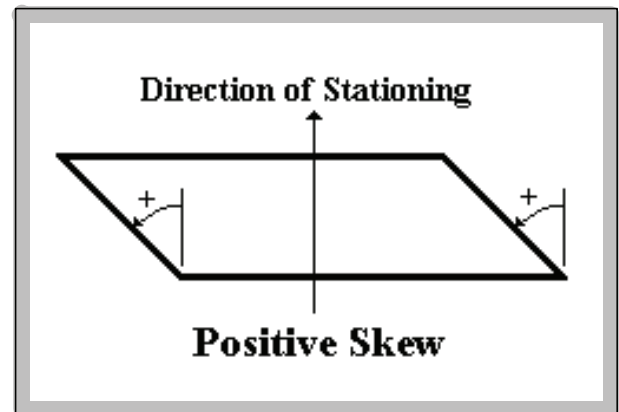 Direction of Stationing
+
+
Positive Skew